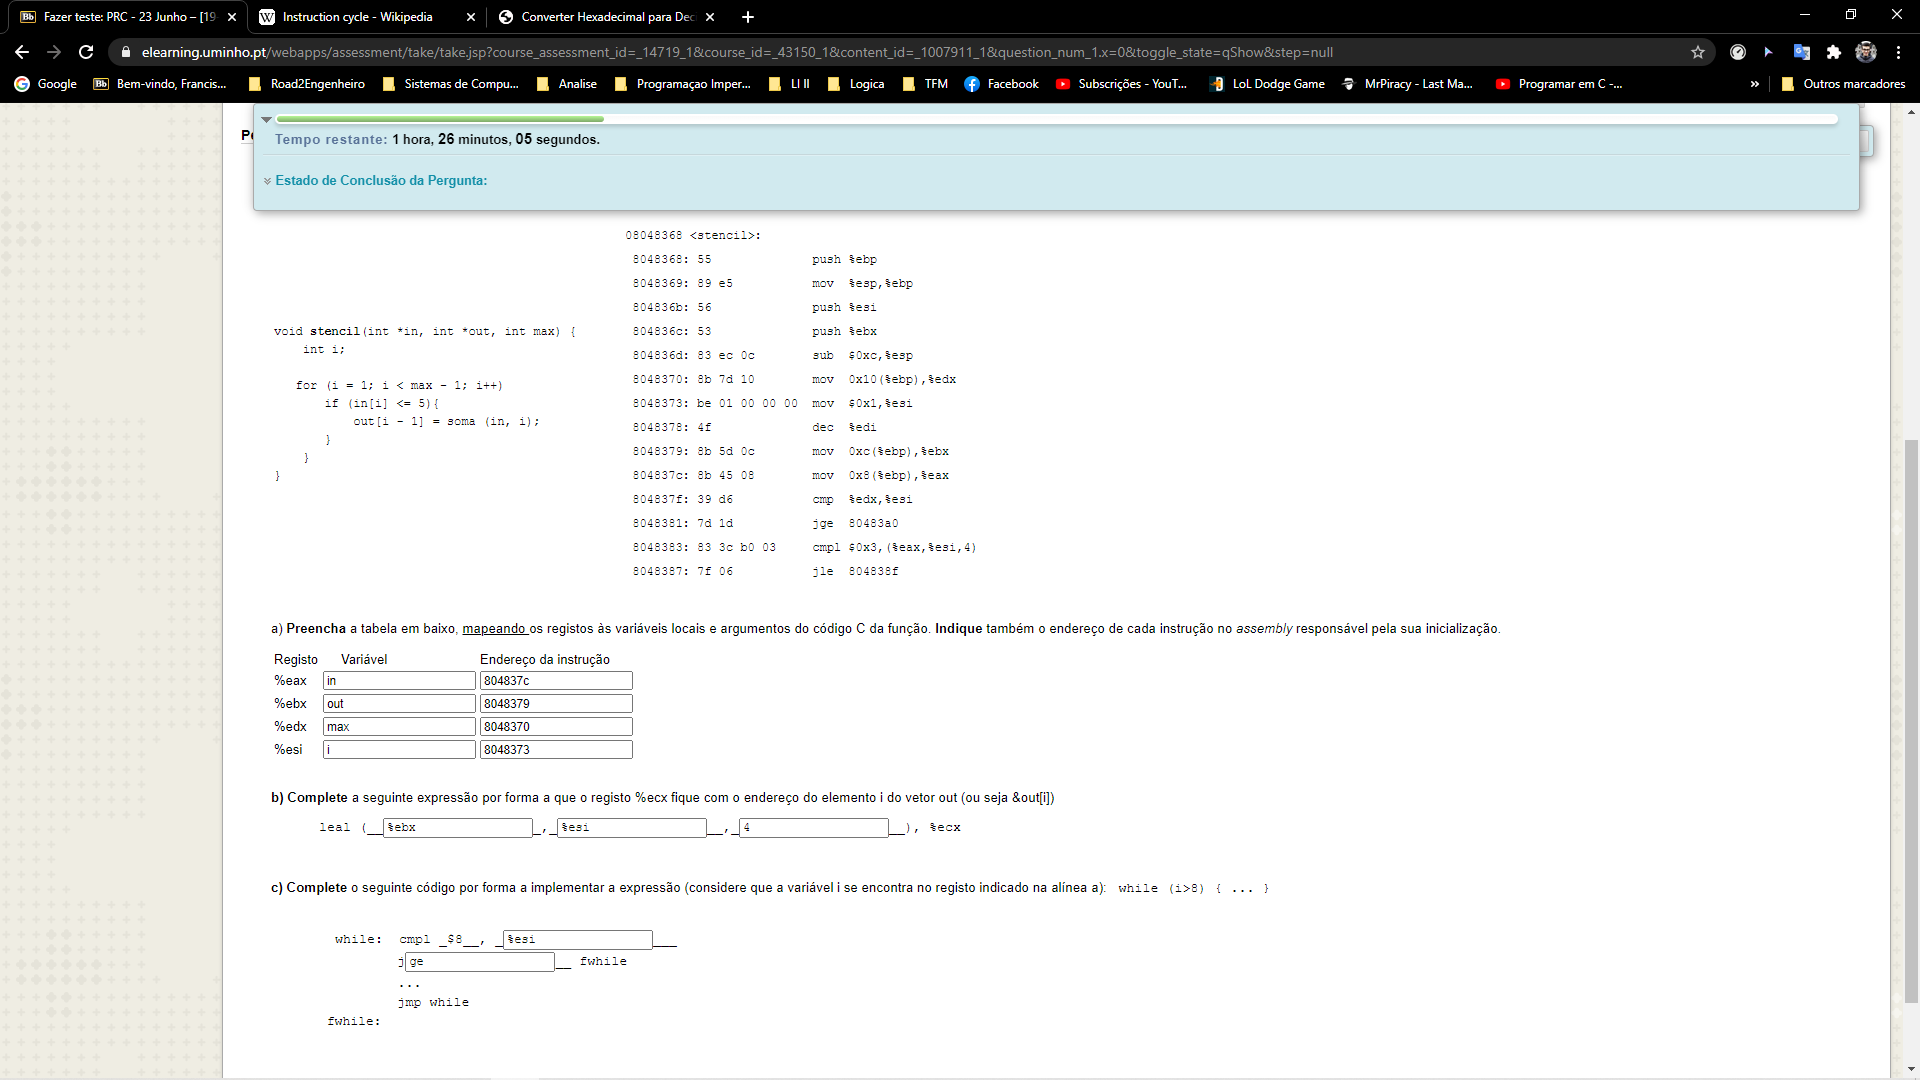 Fazer teste: PRC - 23 Junho – [19-
Instruction cycle - Wikipedia
Converter Hexadecimal para Dec
elearning.uminho.pt/webapps/assessment/take/take.jsp?course_assessment_id=_14719_1&course_id=_43150_1&content_id=_1007911_1&question_num_1.x=0&toggle_state=qShow&step=null
Google
Bb Bem-vindo, Francis...
Road2Engenheiro
Sistemas de Compu...
Analise
Programaçao Imper...
LI II
Logica
TFM
Facebook
Subscrições - YouT...
LoL Dodge Game
MrPiracy - Last Ma...
Programar em C -...
»
Outros marcadores
Tempo restante: 1 hora, 26 minutos, 05 segundos.
Estado de Conclusão da Pergunta:
void stencil(int *in, int *out, int max) {
int i;
for (i = 1; i < max - 1; i++)
if (in[i] <= 5){
out[i - 1] = soma (in, i);
}
}
}
08048368 <stencil>:
8048368: 55 push %ebp
8048369: 89 e5 mov %esp,%ebp
804836b: 56 push %esi
804836c: 53 push %ebx
804836d: 83 ec 0c sub $0xc,%esp
8048370: 8b 7d 10 mov 0x10(%ebp),%edx
8048373: be 01 00 00 00 mov $0x1,%esi
8048378: 4f dec %edi
8048379: 8b 5d 0c mov 0xc(%ebp),%ebx
804837c: 8b 45 08 mov 0x8(%ebp),%eax
804837f: 39 d6 cmp %edx,%esi
8048381: 7d 1d jge 80483a0
8048383: 83 3c b0 03 cmpl $0x3,(%eax,%esi,4)
8048387: 7f 06 jle 804838f
a) Preencha a tabela em baixo, mapeando os registos às variáveis locais e argumentos do código C da função. Indique também o endereço de cada instrução no assembly responsável pela sua inicialização.
Registo Variável Endereço da instrução
%eax in 804837c
%ebx out 8048379
%edx max 8048370
%esi i 8048373
b) Complete a seguinte expressão por forma a que o registo %ecx fique com o endereço do elemento i do vetor out (ou seja &out[i])
leal (__%ebx_,_%esi__,_4__), %ecx
c) Complete o seguinte código por forma a implementar a expressão (considere que a variável i se encontra no registo indicado na alínea a): while (i>8) { ... }
while: cmpl _$8__, _%esi___
jge__ fwhile
...
jmp while
fwhile: